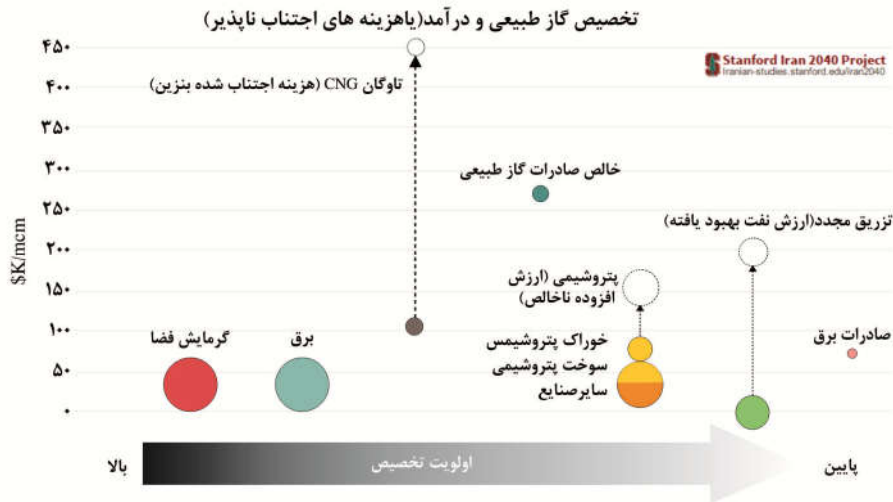 تخصیص گاز طبیعی و درآمد(یاهزینه های اجتناب ناپذیر)
Stanford Iran 2040 Project
Iranian-studies.stanford.edu/iran2040
$K/mcm
۴۵۰
۴۰۰
۳۵۰
۳۰۰
۲۵۰
۲۰۰
۱۵۰
۱۰۰
۵۰
۰
تاوگان CNG (هزینه اجتناب شده بنزین)
خالص صادرات گاز طبیعی
تزریق مجدد(ارزش نفت بهبود یافته)
پتروشیمی (ارزش
افزوده ناخالص)
گرمایش فضا
برق
خوراک پتروشیمس
سوخت پتروشیمی
سایرصنایع
صادرات برق
بالا
اولویت تخصیص
پایین